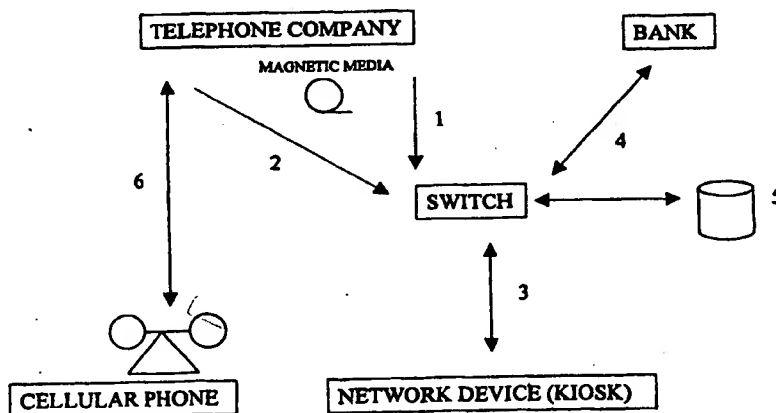 TELEPHONE COMPANY
BANK
MAGNETIC MEDIA
1
2
4
6
SWITCH
5
3
CELLULAR PHONE
NETWORK DEVICE (KIOSK)